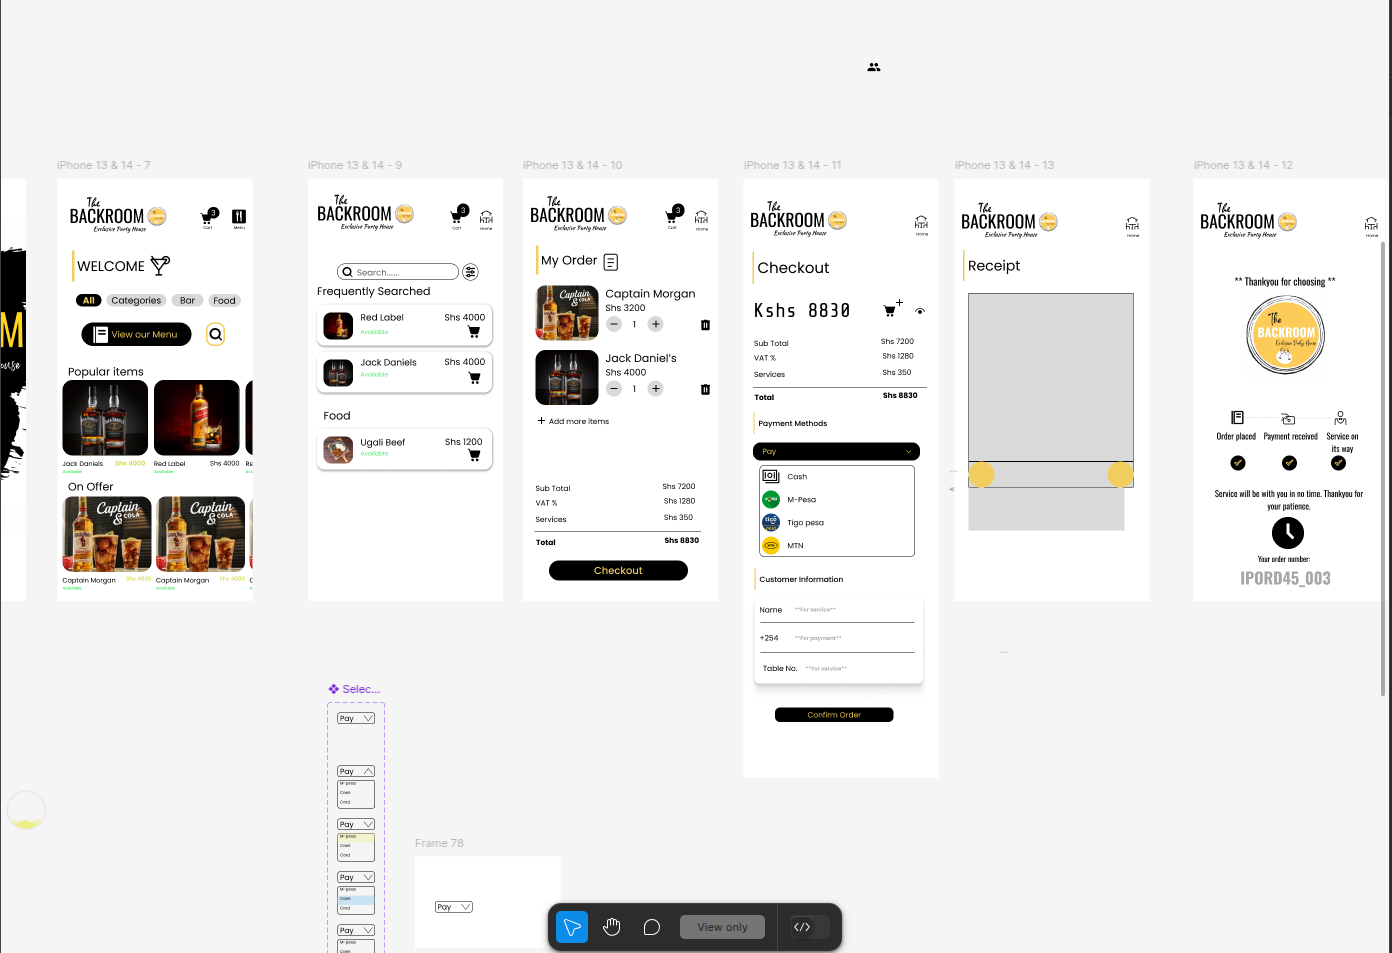 iPhone 13 & 14 - 7
The
BACKROOM
Exclusive Party House
3
Cart
Menu
WELCOME
All
Categories
Bar
Food
View our Menu
Popular items
Jack Daniels
Shs 4000
Available
Red Label
Shs 4000
Available
Re
On Offer
Captain
&
COLA
Captain
&
COLA
Captain Morgan
Shs 4000
Available
Captain Morgan
Shs 4000
Available
M
iPhone 13 & 14 - 9
The
BACKROOM
Exclusive Party House
3
Cart
Home
Search......
Frequently Searched
Red Label
Shs 4000
Available
Jack Daniels
Shs 4000
Available
Food
Ugali Beef
Shs 1200
Available
iPhone 13 & 14 - 10
The
BACKROOM
Exclusive Party House
3
Cart
Home
My Order
Captain
&
COLA
Captain Morgan
Shs 3200
1
Jack Daniel's
Shs 4000
1
Add more items
Sub Total
Shs 7200
VAT %
Shs 1280
Services
Shs 350
Total
Shs 8830
Checkout
iPhone 13 & 14 - 11
The
BACKROOM
Exclusive Party House
Home
Checkout
Kshs 8830
Sub Total
Shs 7200
VAT %
Shs 1280
Services
Shs 350
Total
Shs 8830
Payment Methods
Pay
Cash
M-Pesa
tigo
Tigo pesa
MTN
Customer Information
Name
**For service**
+254
**For payment**
Table No.
**For service**
Confirm Order
iPhone 13 & 14 - 13
The
BACKROOM
Exclusive Party House
Home
Receipt
iPhone 13 & 14 - 12
The
BACKROOM
Exclusive Party House
Home
** Thankyou for choosing **
The
BACKROOM
Exclusive Party House
Order placed
Payment received
Service on
its way
Service will be with you in no time. Thankyou for
your patience.
Your order number:
IPORD45_003
Selec...
Pay
Pay
M-pesa
Cash
Card
Pay
M-pesa
Cash
Card
Pay
M-pesa
Cash
Card
Pay
M-pesa
Cash
Frame 78
Pay
View only